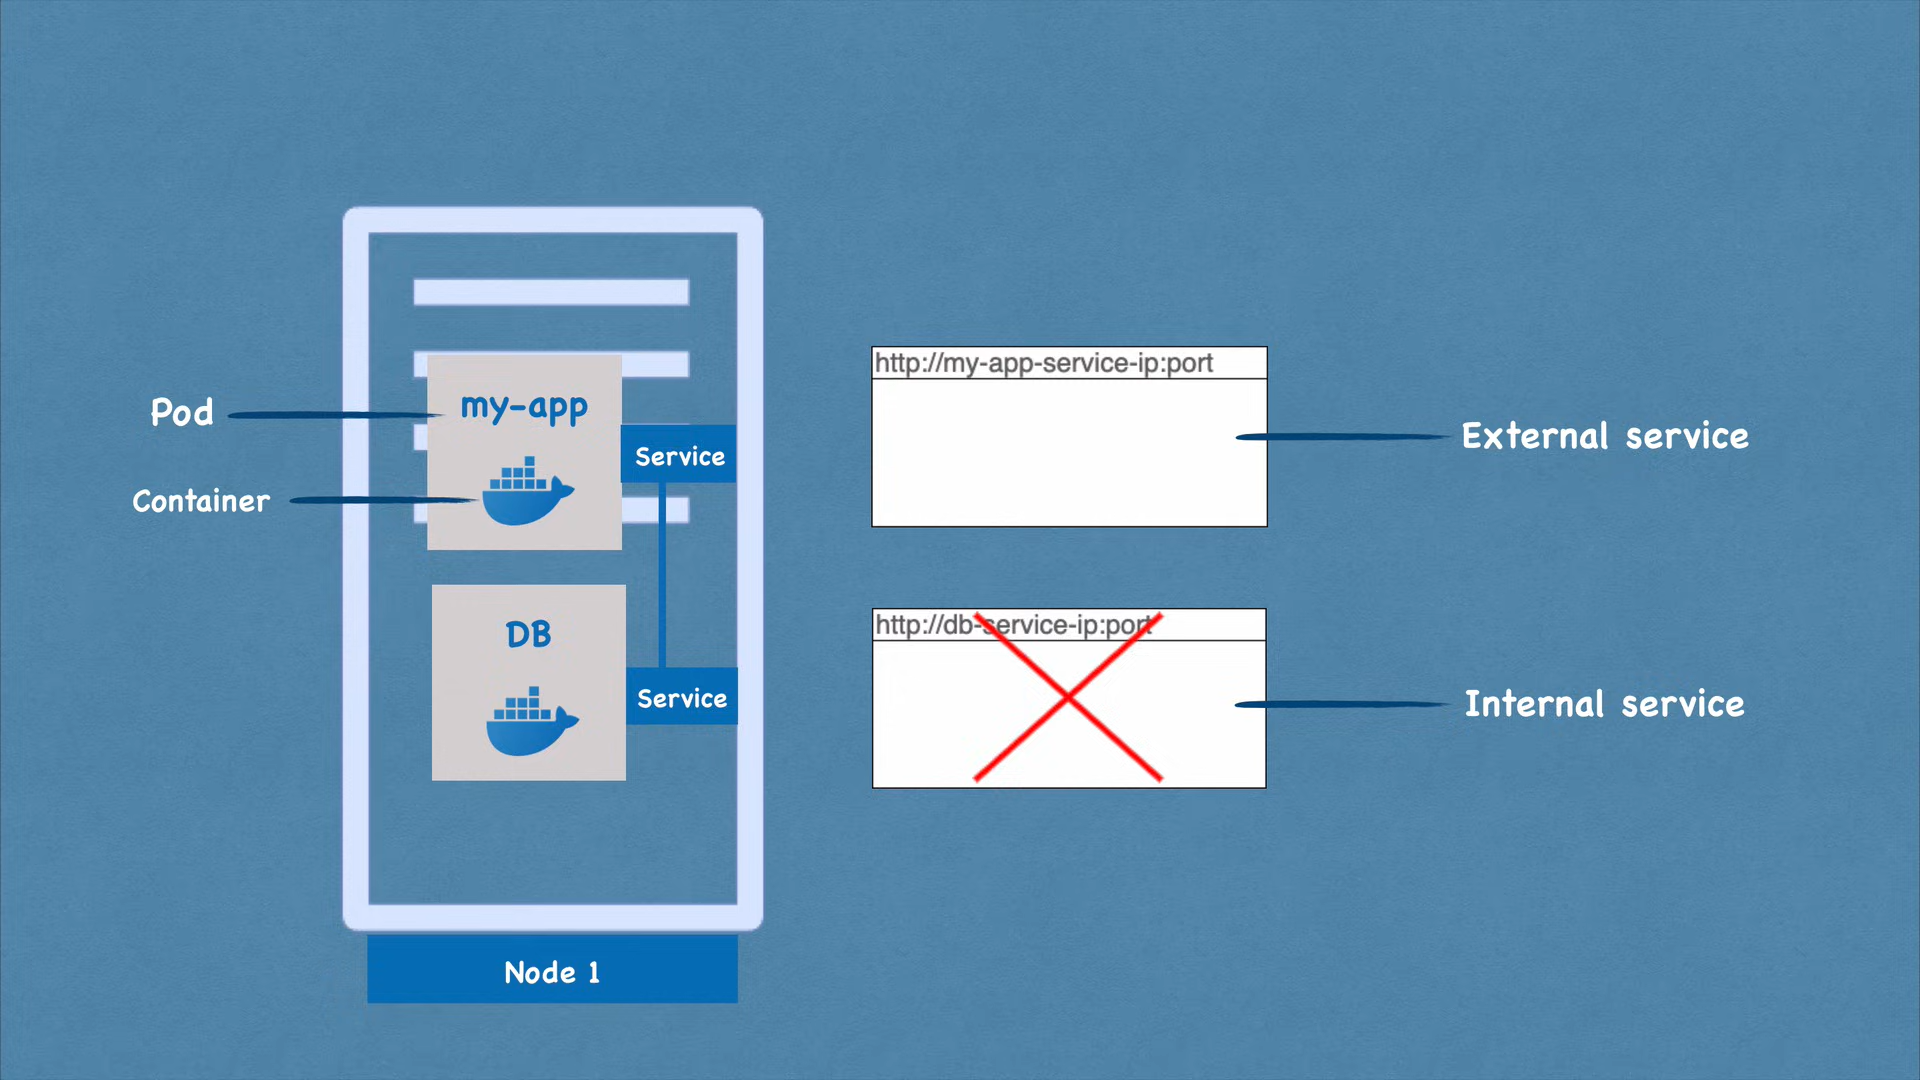 http://my-app-service-ip:port
Pod
my-app
Service
External service
Container
http://db-service-ip:port
DB
Service
Internal service
Node 1